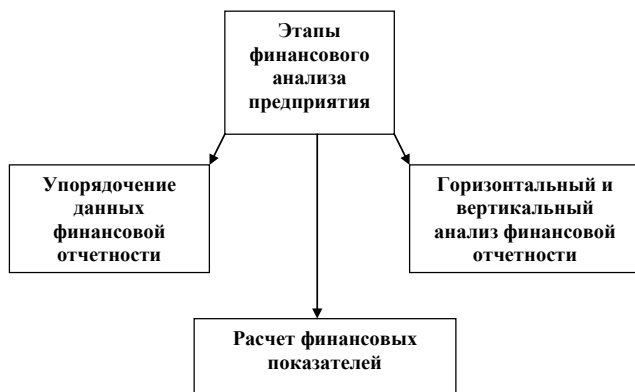 Этапы
финансового
анализа
предприятия
Упорядочение
данных
финансовой
отчетности
Горизонтальный и
вертикальный
анализ финансовой
отчетности
Расчет финансовых
показателей